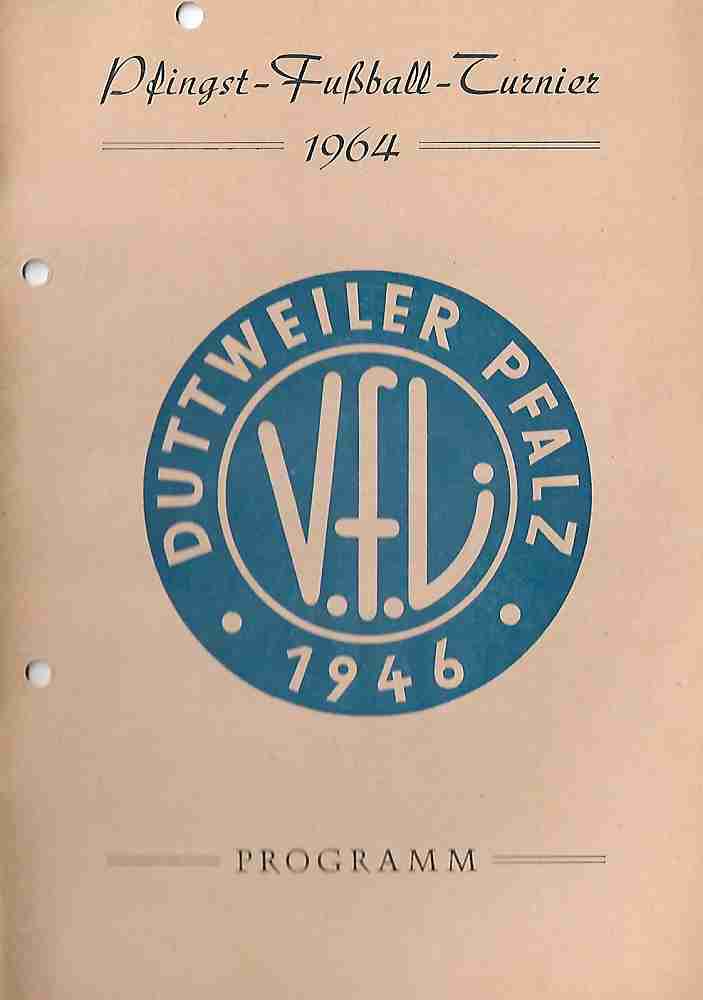 Pfingst-Fußball-Turnier
1964
DUTTWEILER PFALZ
V.f.L.
1946
PROGRAMM